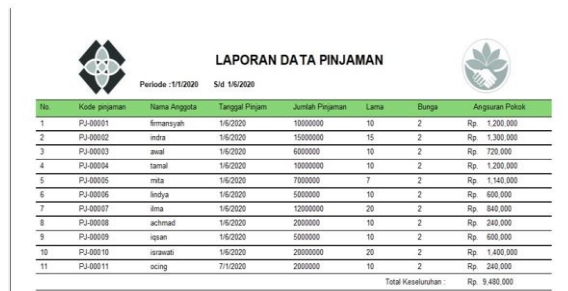 LAPORAN DATA PINJAMAN
Periode :1/1/2020 S/d 1/6/2020
No. Kode pinjaman Nama Anggota Tanggal Pinjam Jumlah Pinjaman Lama Bunga Angsuran Pokok
1 PJ-00001 firmansyah 1/6/2020 10000000 10 2 Rp. 1,200,000
2 PJ-00002 indra 1/6/2020 15000000 15 2 Rp. 1,300,000
3 PJ-00003 awal 1/6/2020 6000000 10 2 Rp. 720,000
4 PJ-00004 tamal 1/6/2020 10000000 10 2 Rp. 1,200,000
5 PJ-00005 mita 1/6/2020 7000000 7 2 Rp. 1,140,000
6 PJ-00006 lindya 1/6/2020 5000000 10 2 Rp. 600,000
7 PJ-00007 ilma 1/6/2020 12000000 20 2 Rp. 840,000
8 PJ-00008 achmad 1/6/2020 2000000 10 2 Rp. 240,000
9 PJ-00009 iqsan 1/6/2020 5000000 10 2 Rp. 600,000
10 PJ-00010 israwati 1/6/2020 20000000 20 2 Rp. 1,400,000
11 PJ-00011 ocing 7/1/2020 2000000 10 2 Rp. 240,000
Total Keseluruhan : Rp. 9,480,000